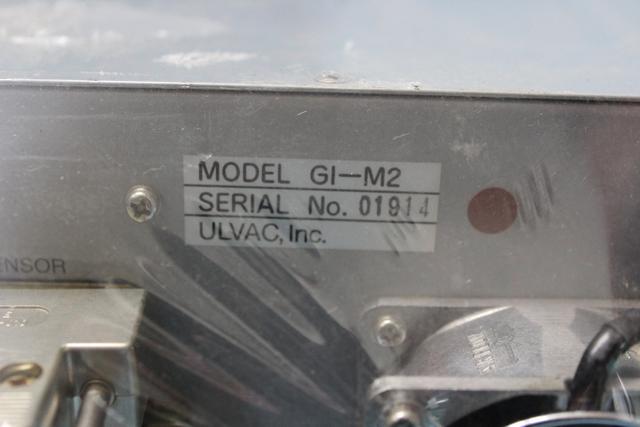 MODEL GI-M2
SERIAL No. 01914
ULVAC, Inc.
ENSOR